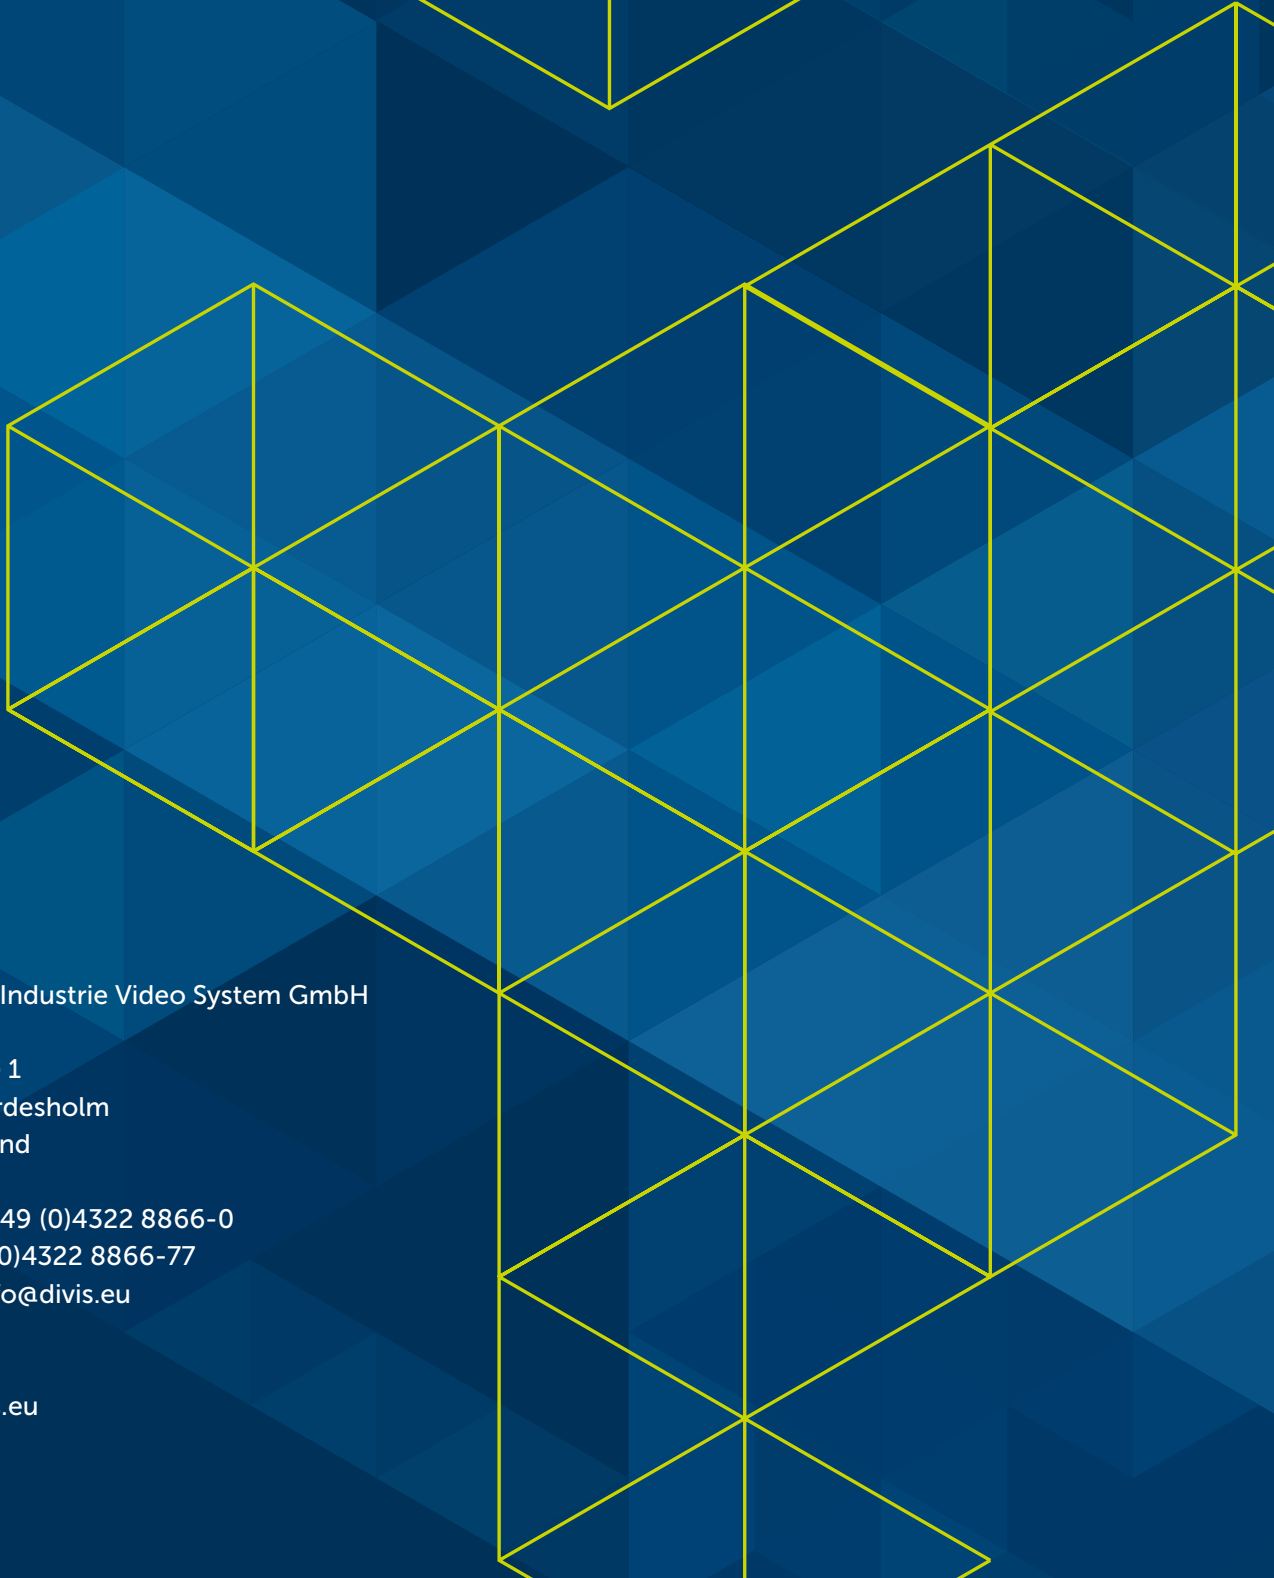 Industrie Video System GmbH
1
rdesholm
nd
49 (0)4322 8866-0
0)4322 8866-77
fo@divis.eu
.eu